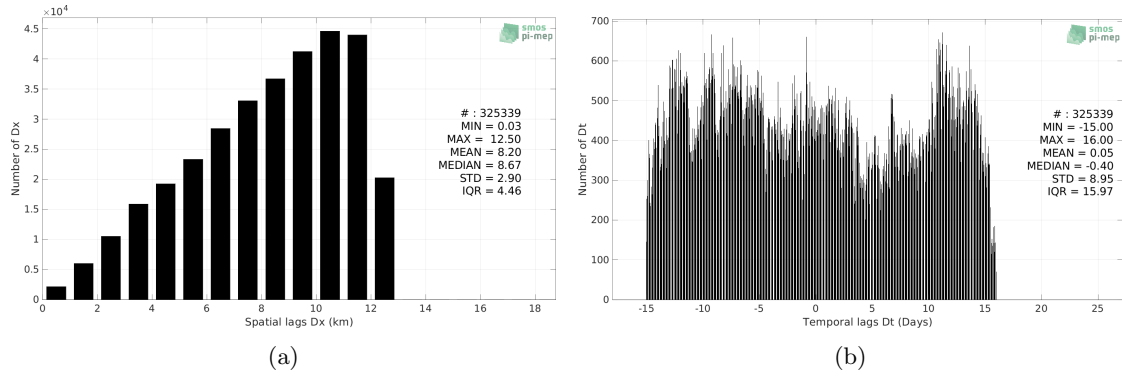 ×10⁴
4.5
4
3.5
3
2.5
2
1.5
1
0.5
0
Number of Dx
smos
pi-mep
# : 325339
MIN = 0.03
MAX = 12.50
MEAN = 8.20
MEDIAN = 8.67
STD = 2.90
IQR = 4.46
0 2 4 6 8 10 12 14 16 18
Spatial lags Dx (km)
(a)
700
600
500
400
300
200
100
0
Number of Dt
smos
pi-mep
# : 325339
MIN = -15.00
MAX = 16.00
MEAN = 0.05
MEDIAN = -0.40
STD = 8.95
IQR = 15.97
-15 -10 -5 0 5 10 15 20 25
Temporal lags Dt (Days)
(b)